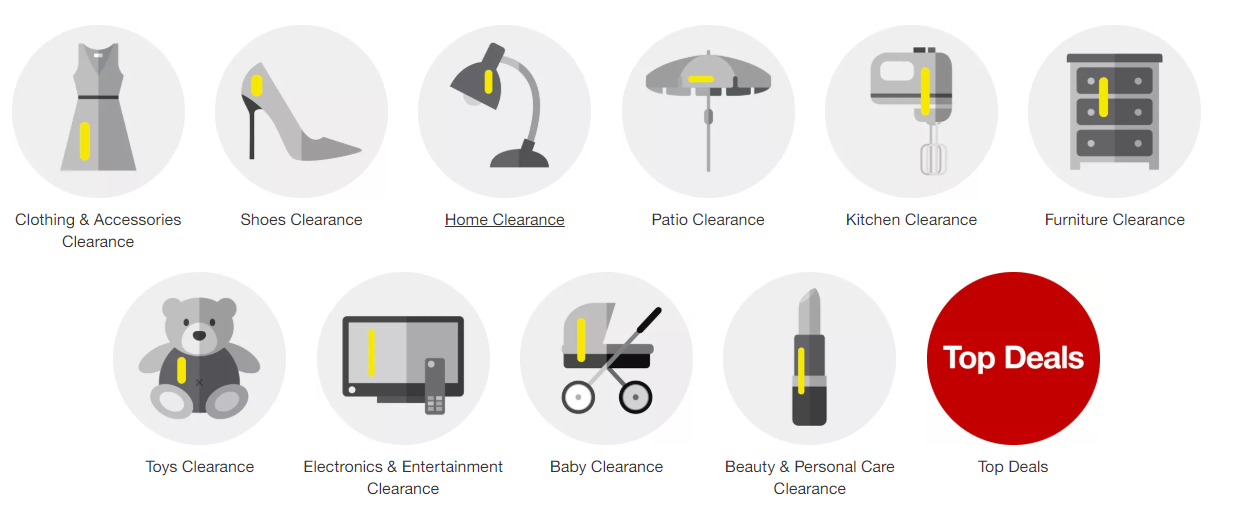 Clothing & Accessories
Clearance
Shoes Clearance
Home Clearance
Patio Clearance
Kitchen Clearance
Furniture Clearance
Top Deals
Toys Clearance
Electronics & Entertainment
Clearance
Baby Clearance
Beauty & Personal Care
Clearance
Top Deals